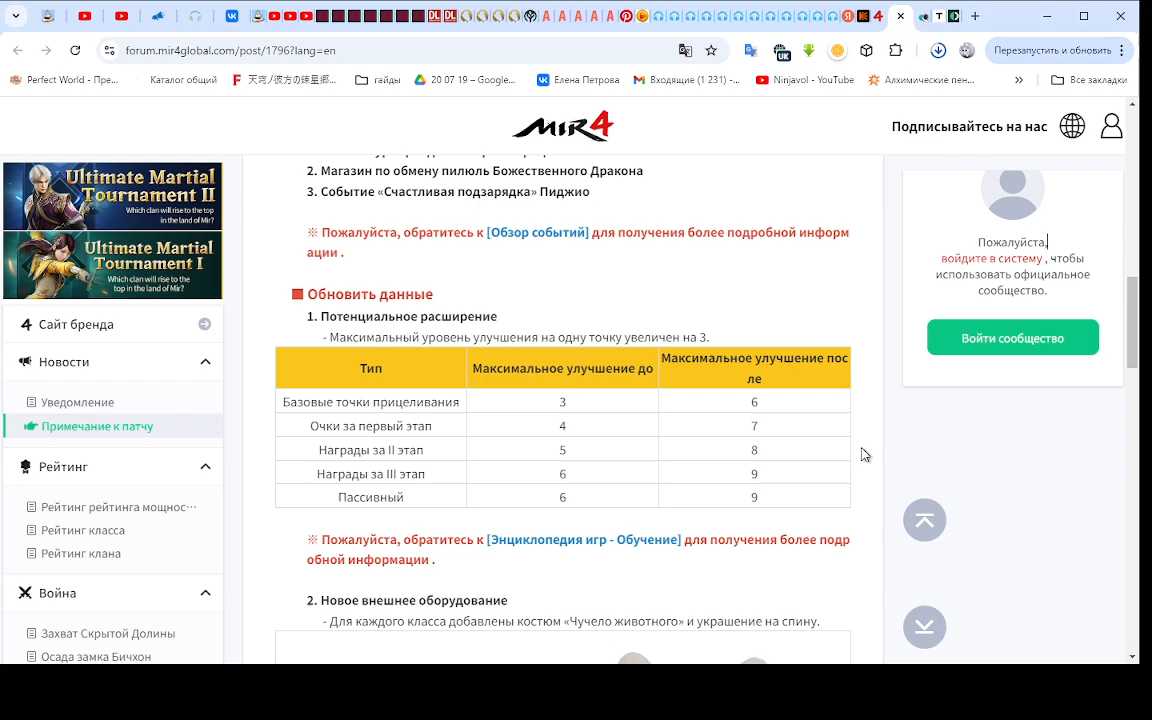 forum.mir4global.com/post/1796?lang=en
Перезапустить и обновить
Perfect World - Пре...
Каталог общий
天穹ノ彼方の錬星郷...
гайды
20 07 19 – Google...
Елена Петрова
Входящие (1 231) -...
Ninjavol - YouTube
Алхимические пен...
»
Все закладки
MIR4
Подписывайтесь на нас
Ultimate Martial
Tournament II
Which clan will rise to the top
in the land of Mir?
Ultimate Martial
Tournament I
Which clan will rise to the
top in the land of Mir?
4 Сайт бренда
Новости
Уведомление
Примечание к патчу
Рейтинг
Рейтинг рейтинга мощнос...
Рейтинг класса
Рейтинг клана
Война
Захват Скрытой Долины
Осада замка Бичхон
2. Магазин по обмену пилюль Божественного Дракона
3. Событие «Счастливая подзарядка» Пиджио
※ Пожалуйста, обратитесь к [Обзор событий] для получения более подробной информ
ации .
Обновить данные
1. Потенциальное расширение
- Максимальный уровень улучшения на одну точку увеличен на 3.
Тип Максимальное улучшение до Максимальное улучшение пос
ле
Базовые точки прицеливания 3 6
Очки за первый этап 4 7
Награды за II этап 5 8
Награды за III этап 6 9
Пассивный 6 9
※ Пожалуйста, обратитесь к [Энциклопедия игр - Обучение] для получения более подр
обной информации .
2. Новое внешнее оборудование
- Для каждого класса добавлены костюм «Чучело животного» и украшение на спину.
Пожалуйста,
войдите в систему , чтобы
использовать официальное
сообщество.
Войти сообщество